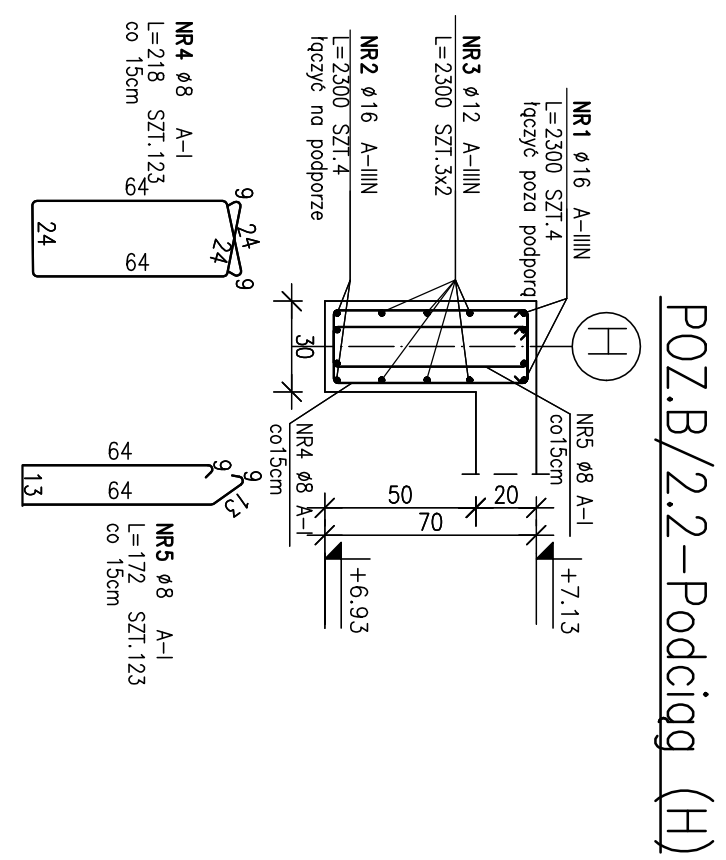 POZ.B/2.2-Podciąg (H)
H
NR1 ø16 A-IIIN
L=2300 SZT.4
łączyć poza podporą
NR3 ø12 A-IIIN
L=2300 SZT.3x2
NR2 ø16 A-IIIN
L=2300 SZT.4
łączyć na podporze
NR5 ø8 A-I
co15cm
NR4 ø8 A-I
co15cm
30
50
20
70
+7.13
+6.93
NR4 ø8 A-I
L=218 SZT.123
co 15cm
64
64
24
24
24
9
9
64
64
13
13
9
9
NR5 ø8 A-I
L=172 SZT.123
co 15cm